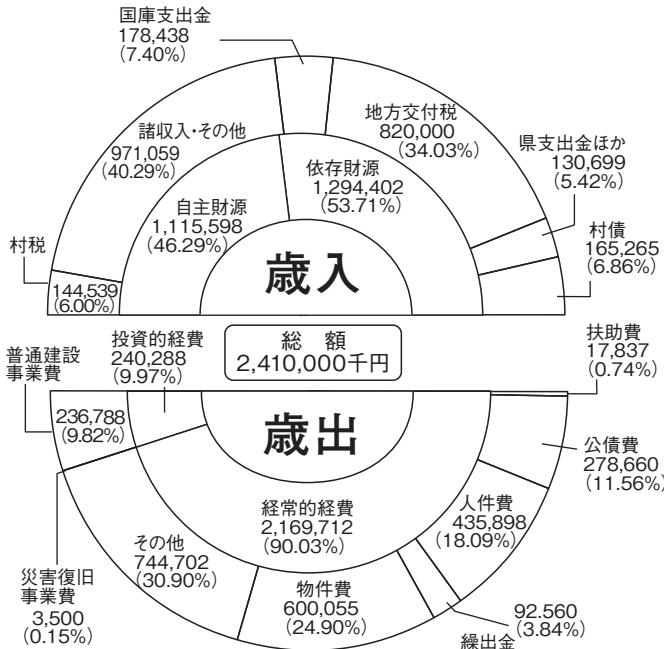 国庫支出金
178,438
(7.40%)
地方交付税
820,000
(34.03%)
諸収入・その他
971,059
(40.29%)
県支出金ほか
130,699
(5.42%)
依存財源
1,294,402
(53.71%)
自主財源
1,115,598
(46.29%)
村税
144,539
(6.00%)
村債
165,265
(6.86%)
歳入
総 額
2,410,000千円
普通建設
事業費
236,788
(9.82%)
投資的経費
240,288
(9.97%)
扶助費
17,837
(0.74%)
歳出
公債費
278,660
(11.56%)
経常的経費
2,169,712
(90.03%)
人件費
435,898
(18.09%)
その他
744,702
(30.90%)
物件費
600,055
(24.90%)
災害復旧
事業費
3,500
(0.15%)
92.560
(3.84%)
繰出金